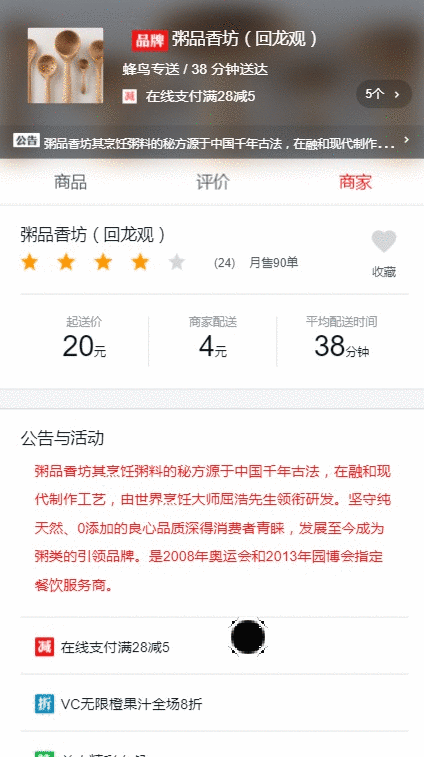 品牌 粥品香坊（回龙观）
蜂鸟专送 / 38 分钟送达
减 在线支付满28减5
5个 >
公告 粥品香坊其烹饪粥料的秘方源于中国千年古法，在融和现代制作... >
商品 评价 商家
粥品香坊（回龙观）
(24) 月售90单
收藏
起送价 商家配送 平均配送时间
20元 4元 38分钟
公告与活动
粥品香坊其烹饪粥料的秘方源于中国千年古法，在融和现
代制作工艺，由世界烹饪大师屈浩先生领衔研发。坚守纯
天然、0添加的良心品质深得消费者青睐，发展至今成为
粥类的引领品牌。是2008年奥运会和2013年园博会指定
餐饮服务商。
减 在线支付满28减5
折 VC无限橙果汁全场8折